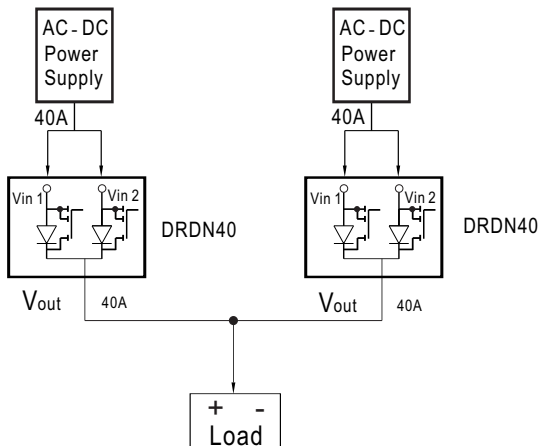 AC - DC
Power
Supply
40A
Vin 1
Vin 2
DRDN40
Vout
40A
AC - DC
Power
Supply
40A
Vin 1
Vin 2
DRDN40
Vout
40A
+ -
Load